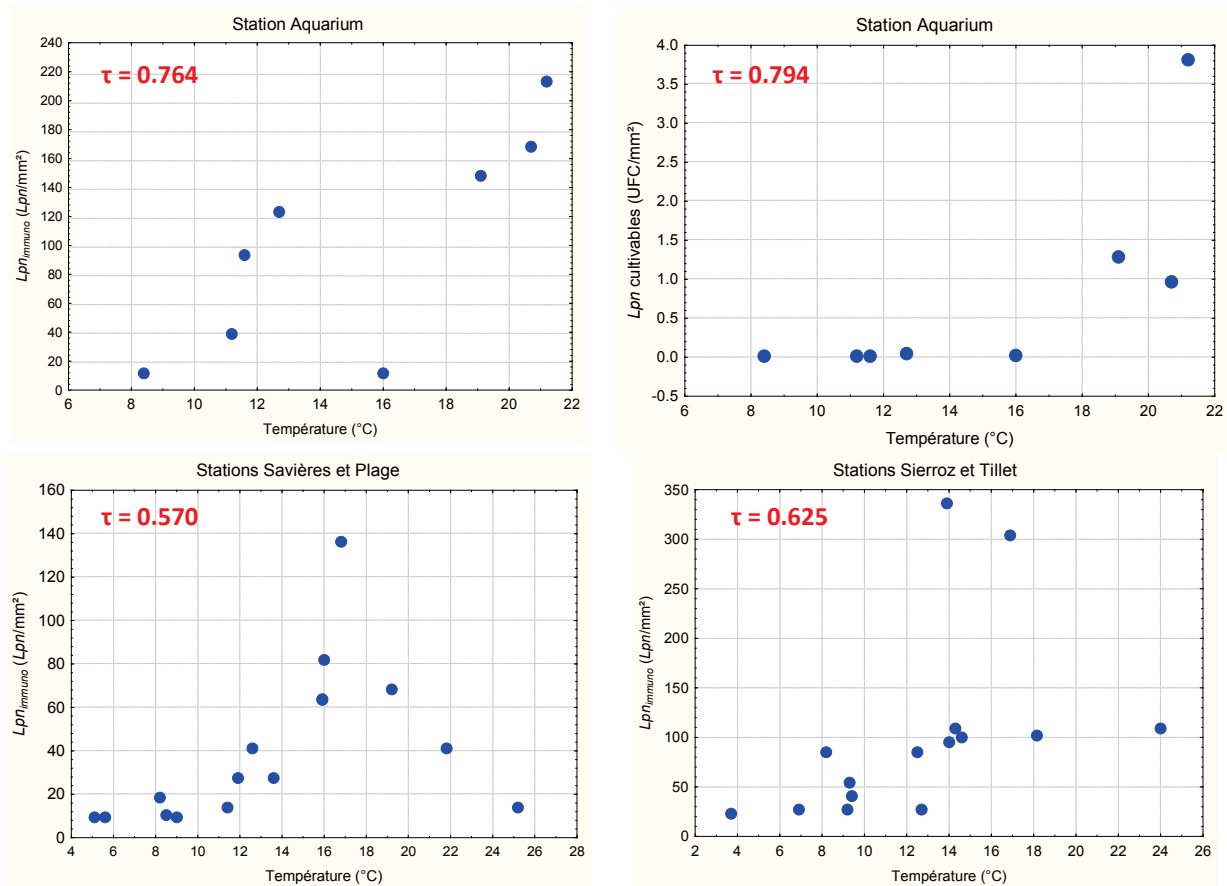 Station Aquarium
τ = 0.764
Lpnimmuno (Lpn/mm²)
240
220
200
180
160
140
120
100
80
60
40
20
0
6 8 10 12 14 16 18 20 22
Température (°C)
Station Aquarium
τ = 0.794
Lpn cultivables (UFC/mm²)
4.0
3.5
3.0
2.5
2.0
1.5
1.0
0.5
0.0
-0.5
6 8 10 12 14 16 18 20 22
Température (°C)
Stations Savières et Plage
τ = 0.570
Lpnimmuno (Lpn/mm²)
160
140
120
100
80
60
40
20
0
4 6 8 10 12 14 16 18 20 22 24 26 28
Température (°C)
Stations Sierroz et Tillet
τ = 0.625
Lpnimmuno (Lpn/mm²)
350
300
250
200
150
100
50
0
2 4 6 8 10 12 14 16 18 20 22 24 26
Température (°C)